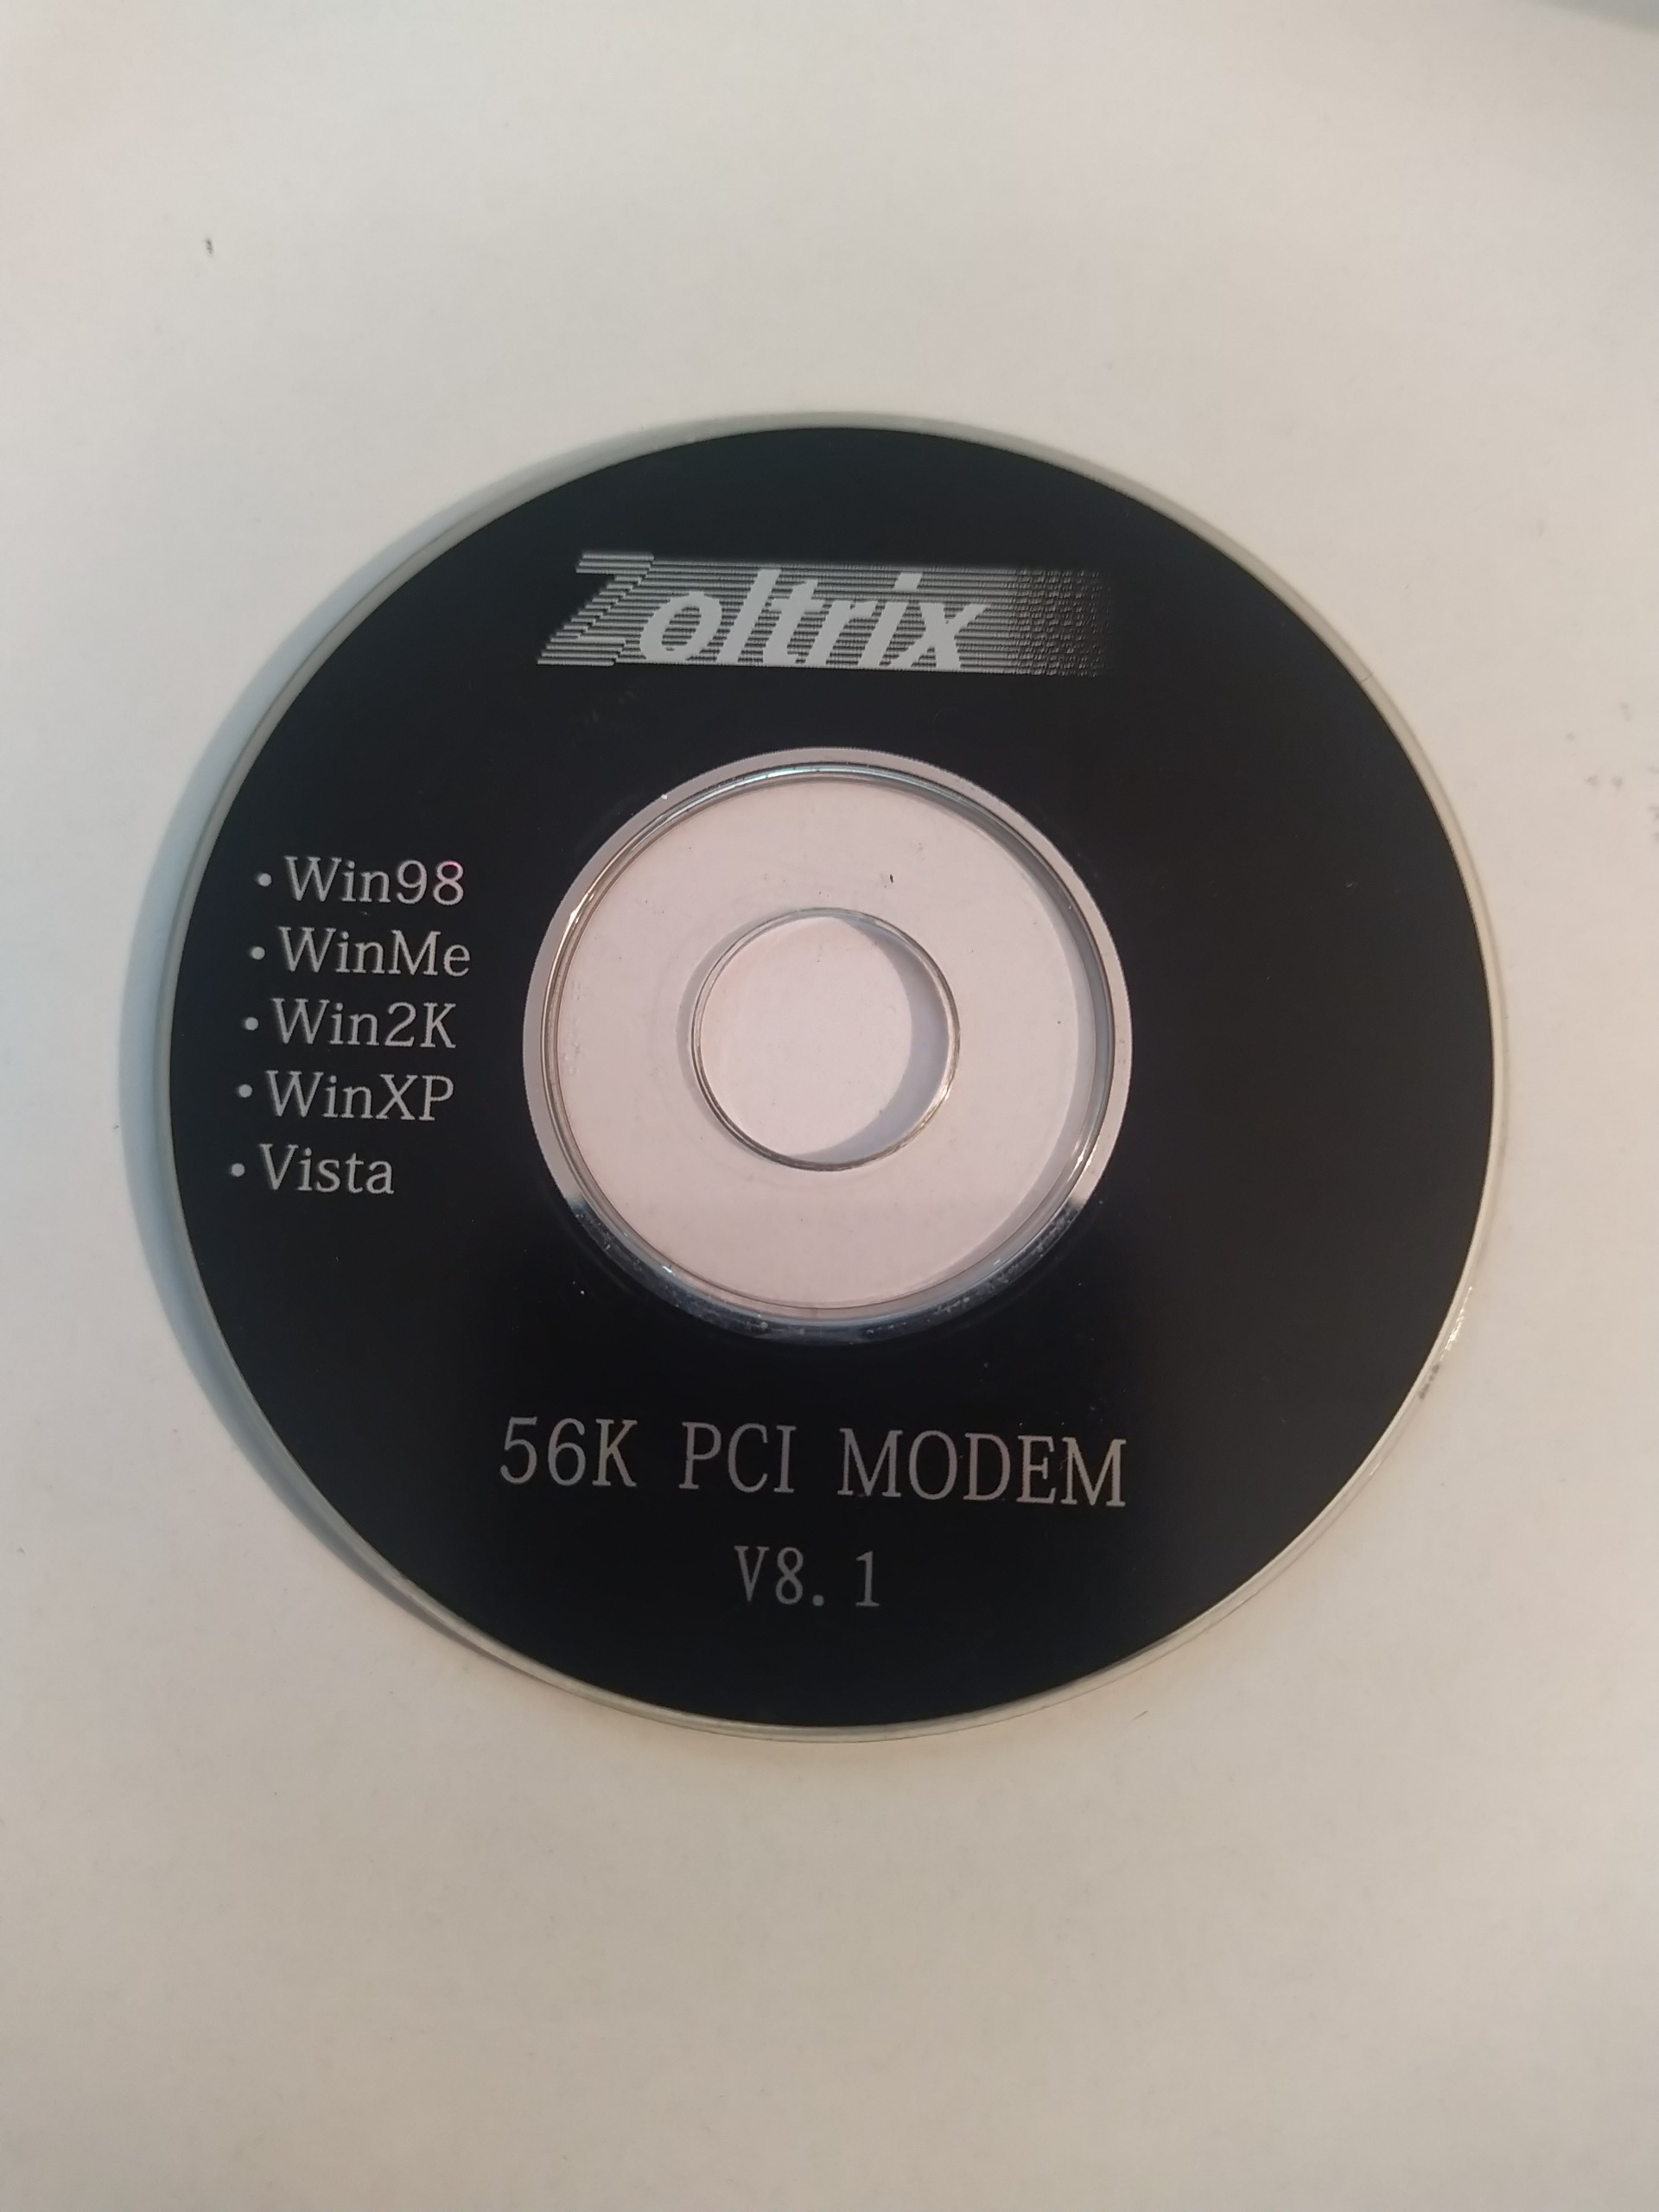 Zoltrix
•Win98
•WinMe
•Win2K
•WinXP
•Vista
56K PCI MODEM
V8.1